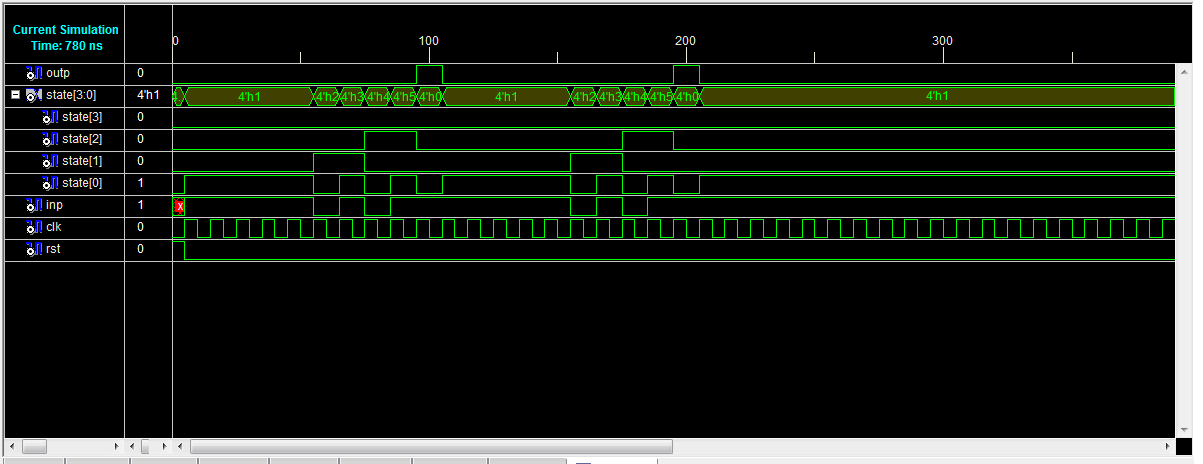 Current Simulation
Time: 780 ns
0 100 200 300
outp 0
state[3:0] 4'h1 4'h1 4'h2 4'h3 4'h4 4'h5 4'h0 4'h1 4'h2 4'h3 4'h4 4'h5 4'h0 4'h1
state[3] 0
state[2] 0
state[1] 0
state[0] 1
inp 1 X
clk 0
rst 0